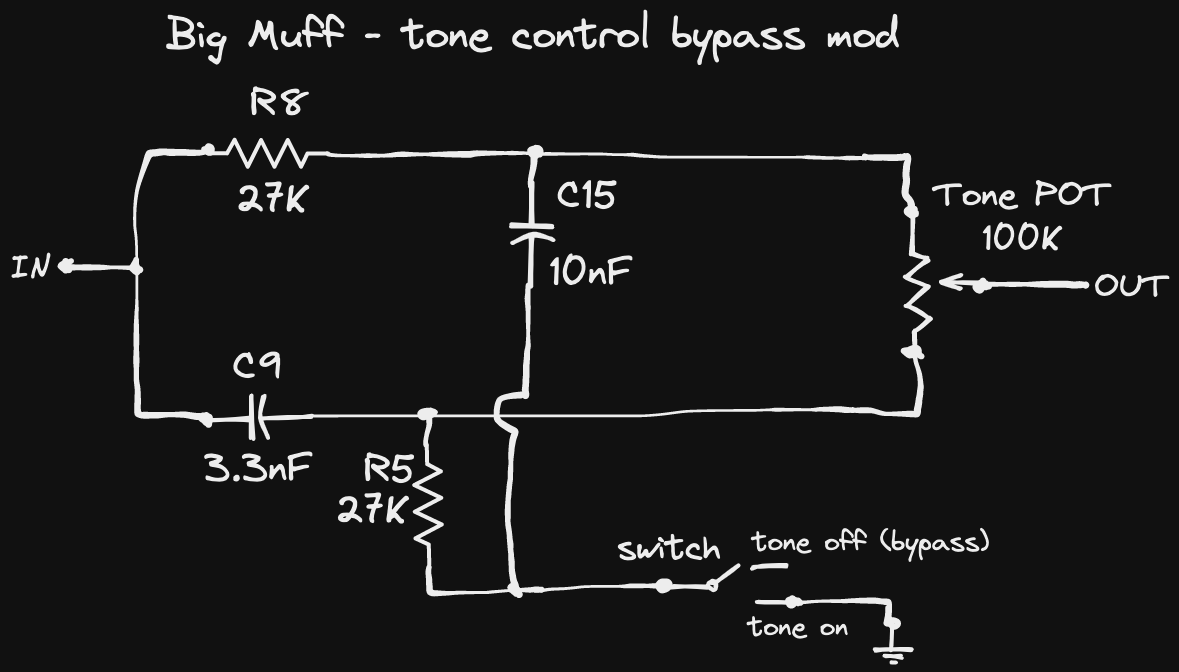 Big Muff - tone control bypass mod
R8
27K
C15
10nF
Tone POT
100K
IN
OUT
C9
3.3nF
R5
27K
switch
tone off (bypass)
tone on